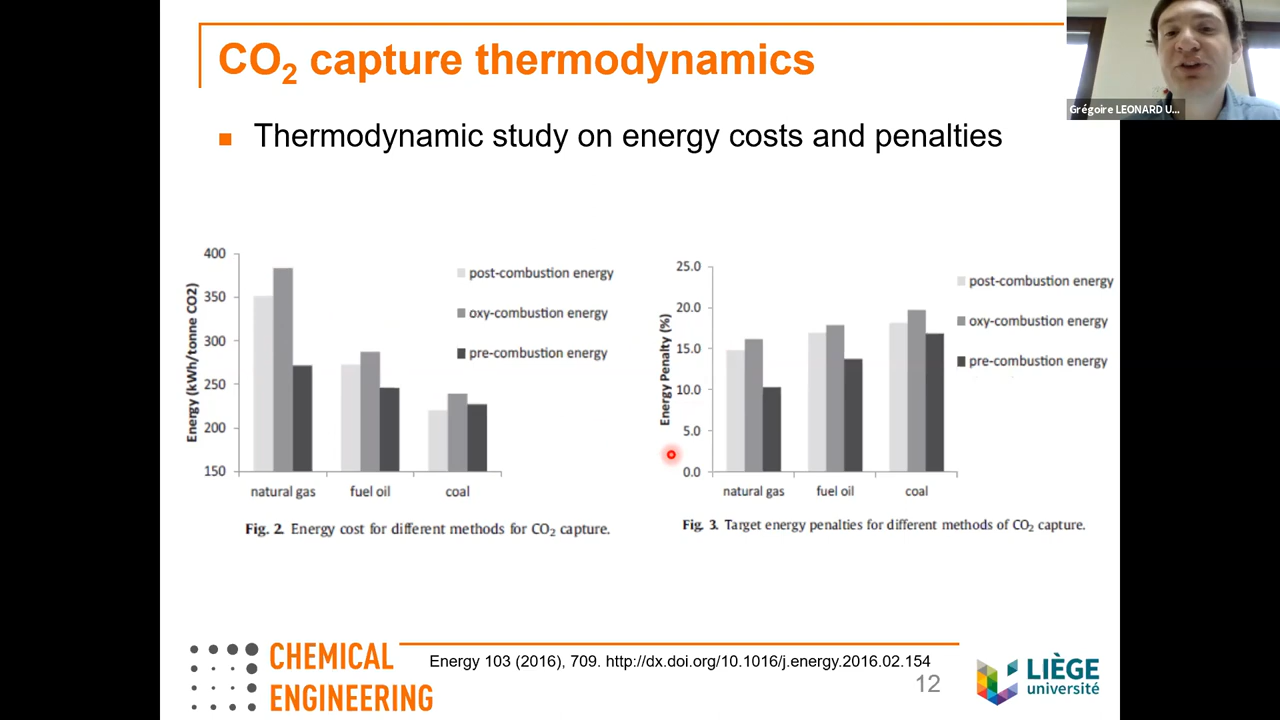 CO2 capture thermodynamics
Grégoire LEONARD U...
Thermodynamic study on energy costs and penalties
Energy (kWh/tonne CO2)
400
350
300
250
200
150
natural gas
fuel oil
coal
post-combustion energy
oxy-combustion energy
pre-combustion energy
Fig. 2. Energy cost for different methods for CO2 capture.
Energy Penalty (%)
25.0
20.0
15.0
10.0
5.0
0.0
natural gas
fuel oil
coal
post-combustion energy
oxy-combustion energy
pre-combustion energy
Fig. 3. Target energy penalties for different methods of CO2 capture.
CHEMICAL
ENGINEERING
Energy 103 (2016), 709. http://dx.doi.org/10.1016/j.energy.2016.02.154
12
LIÈGE
université